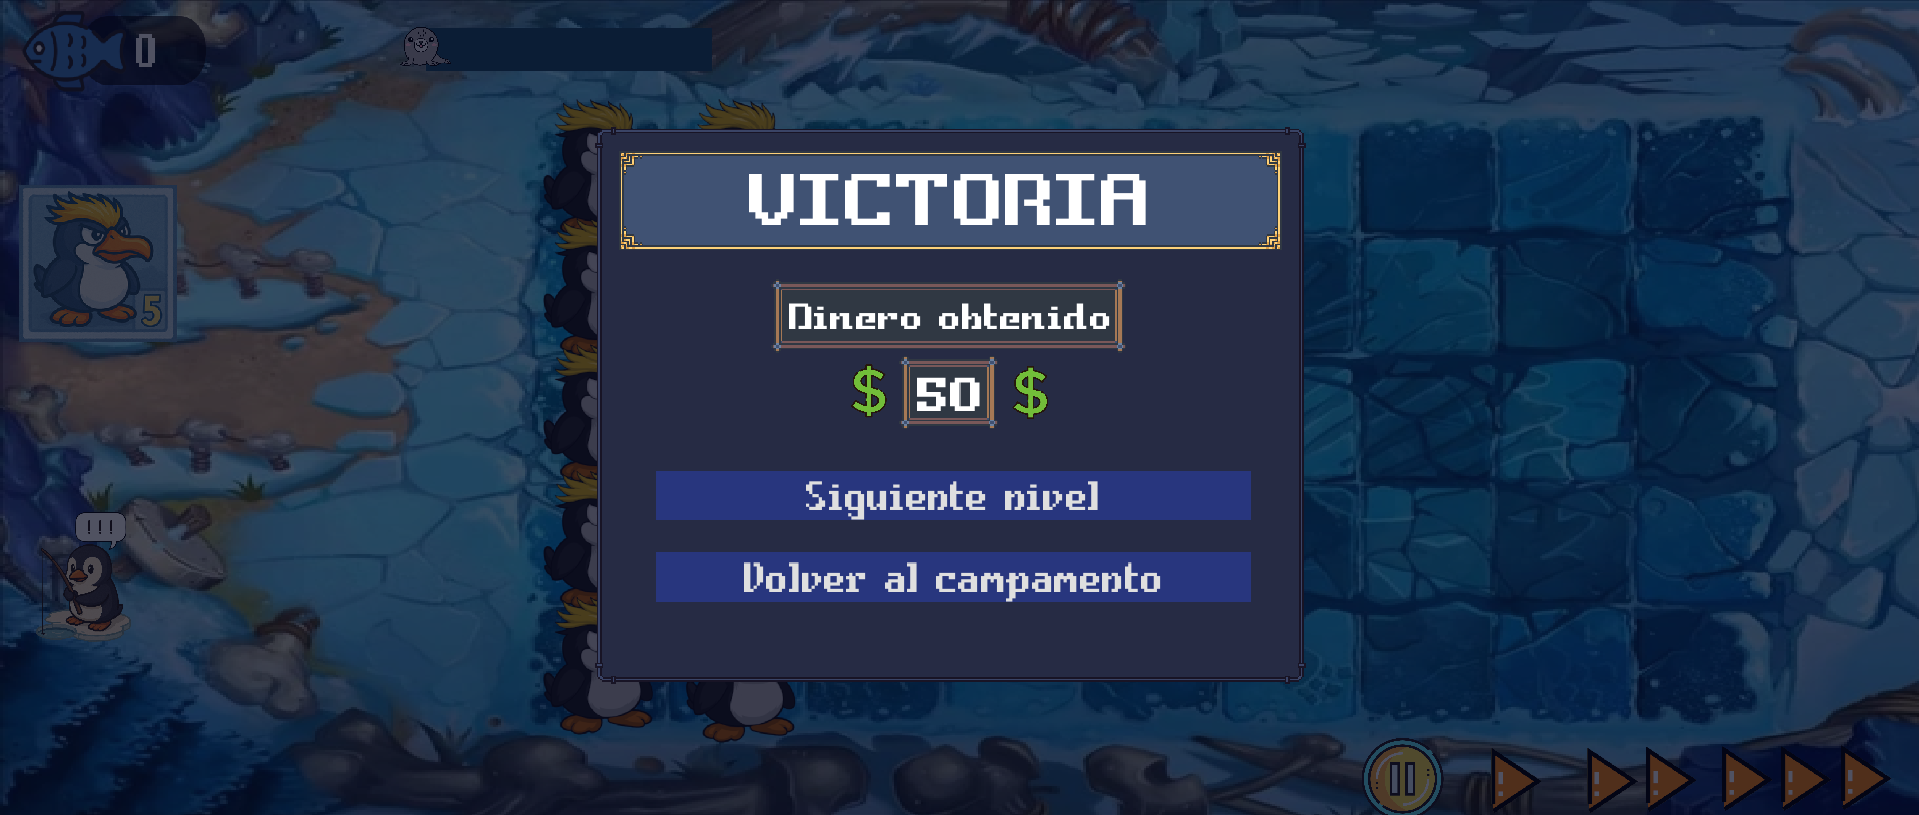 0
VICTORIA
5
Dinero obtenido
$ 50 $
Siguiente nivel
!!!
Volver al campamento